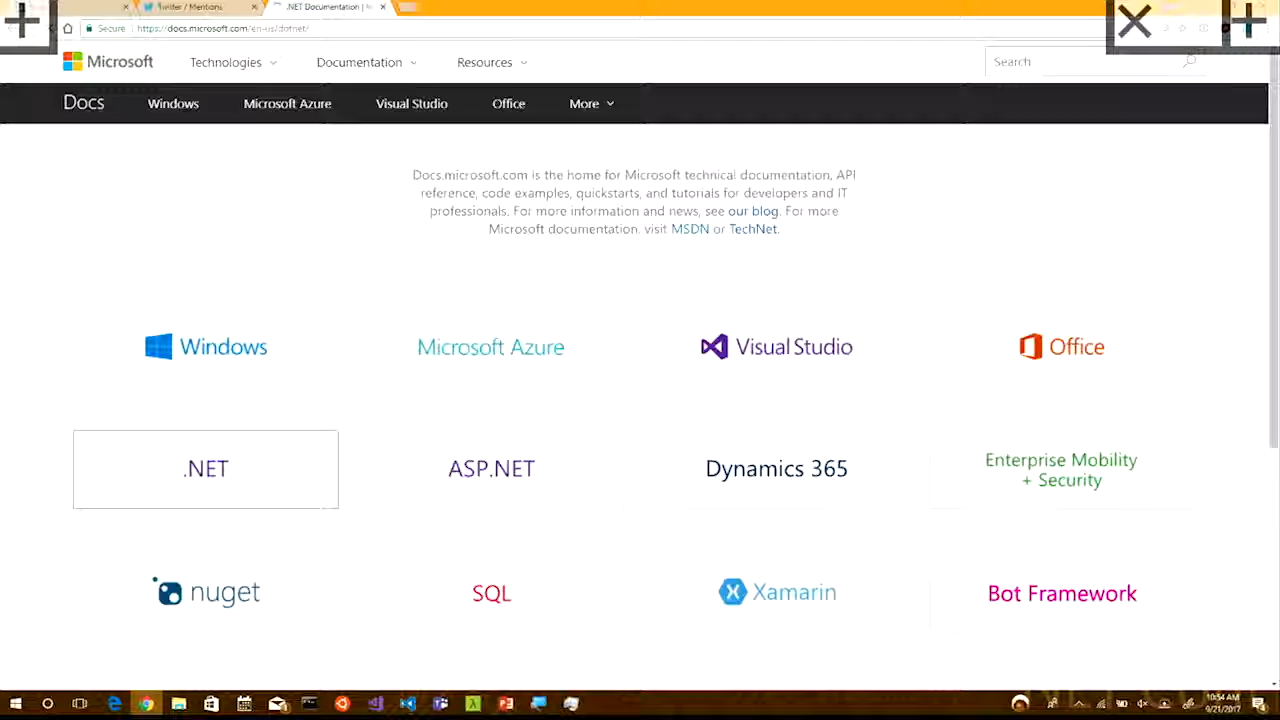 Twitter / Mentions
.NET Documentation |
Secure
https://docs.microsoft.com/en-us/dotnet/
Microsoft
Technologies
Documentation
Resources
Search
Docs
Windows
Microsoft Azure
Visual Studio
Office
More
Docs.microsoft.com is the home for Microsoft technical documentation, API
reference, code examples, quickstarts, and tutorials for developers and IT
professionals. For more information and news, see our blog. For more
Microsoft documentation, visit MSDN or TechNet.
Windows
Microsoft Azure
Visual Studio
Office
.NET
ASP.NET
Dynamics 365
Enterprise Mobility
+ Security
nuget
SQL
Xamarin
Bot Framework
10:54 AM
9/21/2017